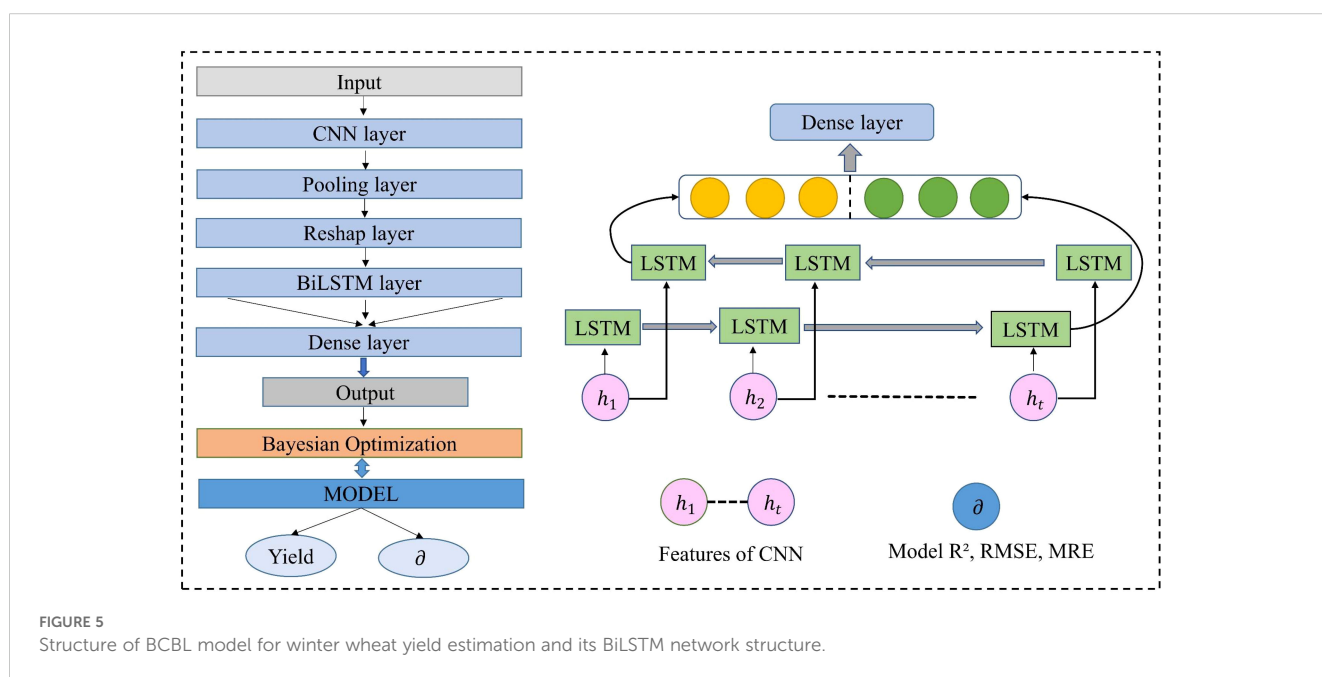 Input
CNN layer
Pooling layer
Reshap layer
BiLSTM layer
Dense layer
Output
Bayesian Optimization
MODEL
Yield
∂
Dense layer
LSTM
LSTM
LSTM
LSTM
LSTM
LSTM
h₁
h₂
hₜ
h₁
hₜ
Features of CNN
∂
Model R², RMSE, MRE
FIGURE 5
Structure of BCBL model for winter wheat yield estimation and its BiLSTM network structure.